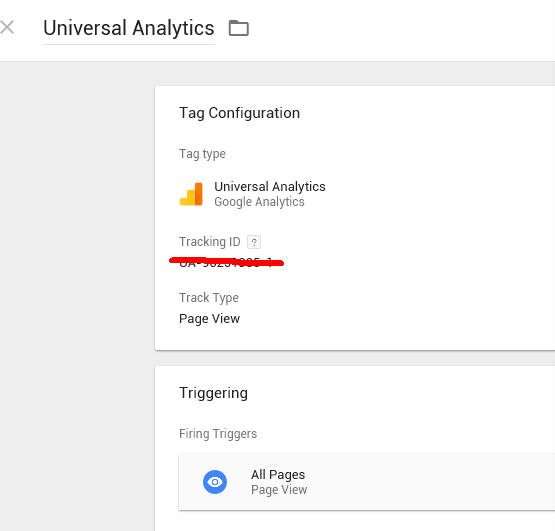 Universal Analytics
Tag Configuration
Tag type
Universal Analytics
Google Analytics
Tracking ID ?
Track Type
Page View
Triggering
Firing Triggers
All Pages
Page View